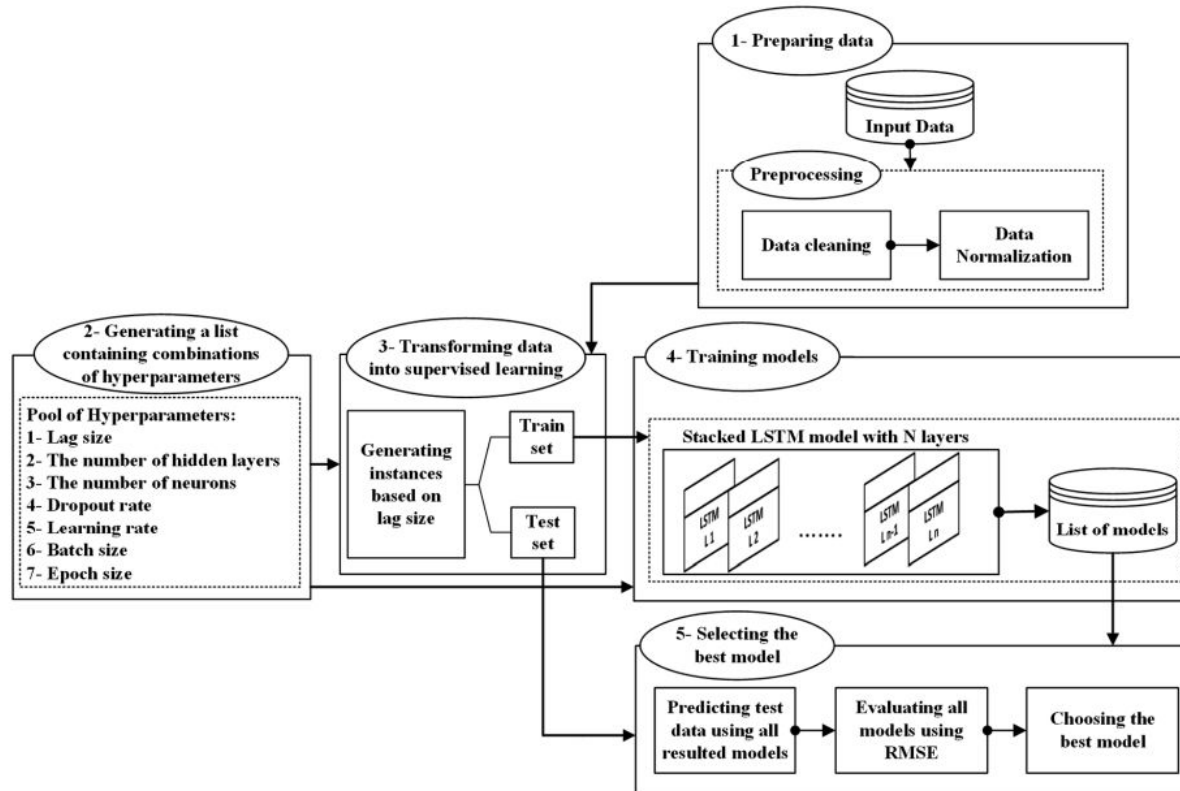 1- Preparing data
Input Data
Preprocessing
Data cleaning
Data
Normalization
2- Generating a list
containing combinations
of hyperparameters
Pool of Hyperparameters:
1- Lag size
2- The number of hidden layers
3- The number of neurons
4- Dropout rate
5- Learning rate
6- Batch size
7- Epoch size
3- Transforming data
into supervised learning
Generating
instances
based on
lag size
Train
set
Test
set
4- Training models
Stacked LSTM model with N layers
LSTM
L 1
LSTM
L 2
.......
LSTM
L n-1
LSTM
L n
List of models
5- Selecting the
best model
Predicting test
data using all
resulted models
Evaluating all
models using
RMSE
Choosing the
best model